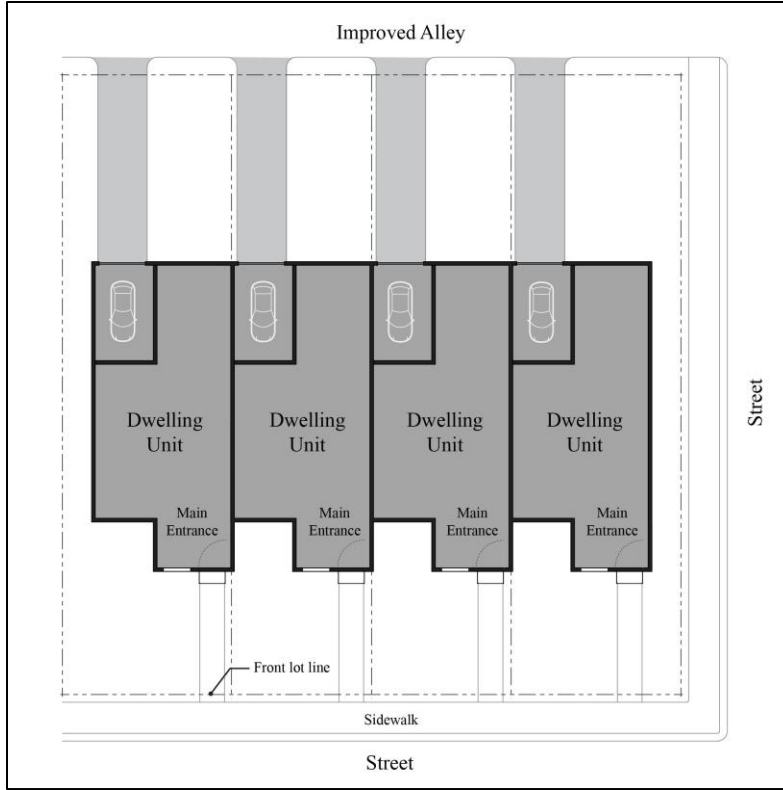 Improved Alley
Street
Dwelling
Unit
Dwelling
Unit
Dwelling
Unit
Dwelling
Unit
Main
Entrance
Main
Entrance
Main
Entrance
Main
Entrance
Front lot line
Sidewalk
Street